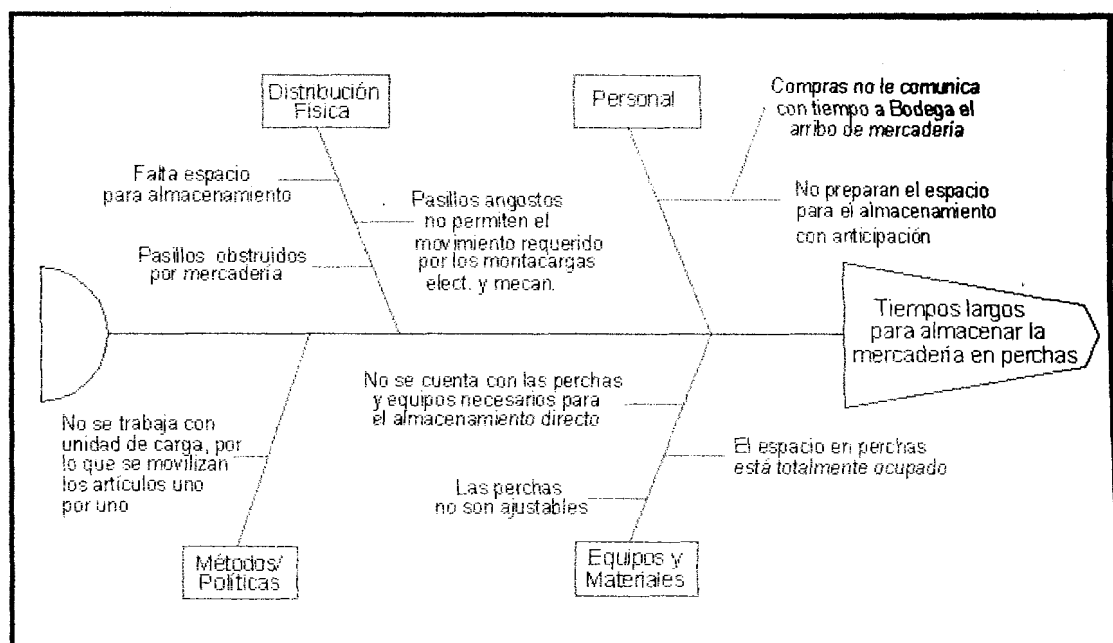 Distribución
Física
Personal
Compras no le comunica
con tiempo a Bodega el
arribo de mercadería
Falta espacio
para almacenamiento
Pasillos angostos
no permiten el
movimiento requerido
por los montacargas
elect. y mecan.
No preparan el espacio
para el almacenamiento
con anticipación
Pasillos obstruidos
por mercadería
Tiempos largos
para almacenar la
mercadería en perchas
No se trabaja con
unidad de carga, por
lo que se movilizan
los artículos uno
por uno
No se cuenta con las perchas
y equipos necesarios para
el almacenamiento directo
El espacio en perchas
está totalmente ocupado
Las perchas
no son ajustables
Métodos/
Políticas
Equipos y
Materiales